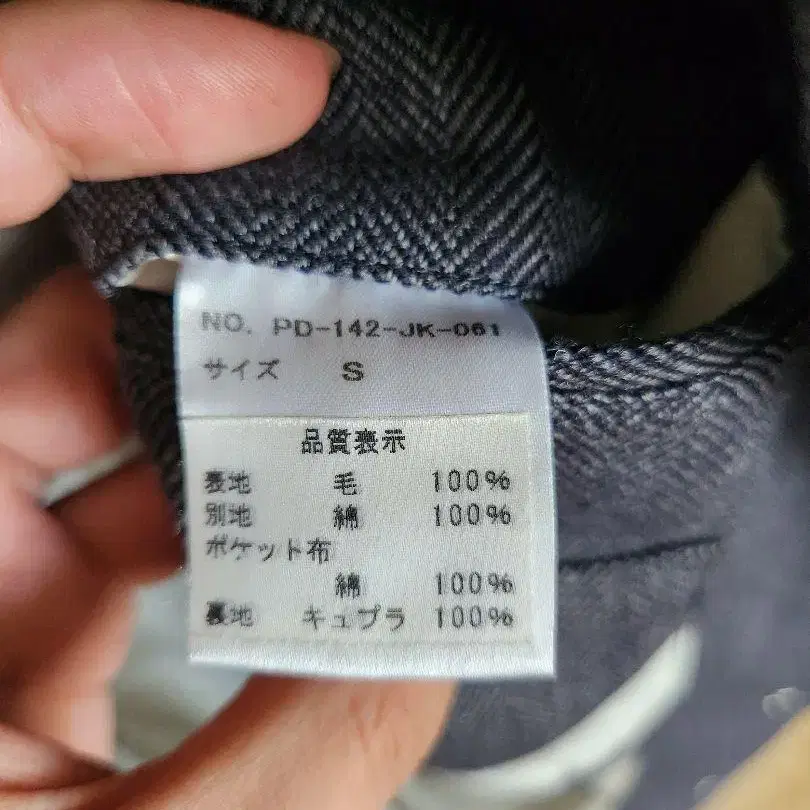 NO. PD-142-JK-061
サイズ S
品質表示
表地 毛 100%
別地 綿 100%
ポケット布
綿 100%
裏地 キュプラ 100%